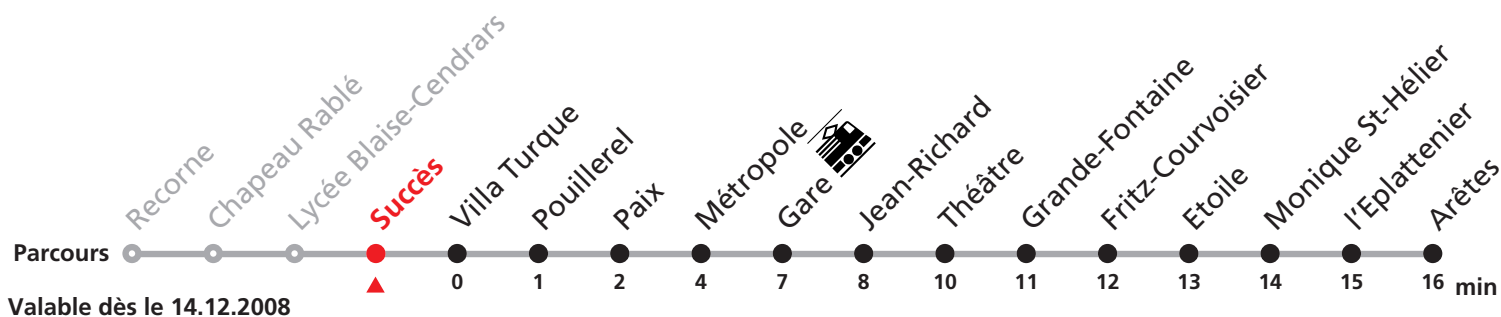 Recorne
Chapeau Rablé
Lycée Blaise-Cendrars
Succès
Villa Turque
Pouillerel
Paix
Métropole
Gare
Jean-Richard
Théâtre
Grande-Fontaine
Fritz-Courvoisier
Etoile
Monique St-Hélier
l'Eplattenier
Arêtes
Parcours
0 1 2 4 7 8 10 11 12 13 14 15 16 min
Valable dès le 14.12.2008